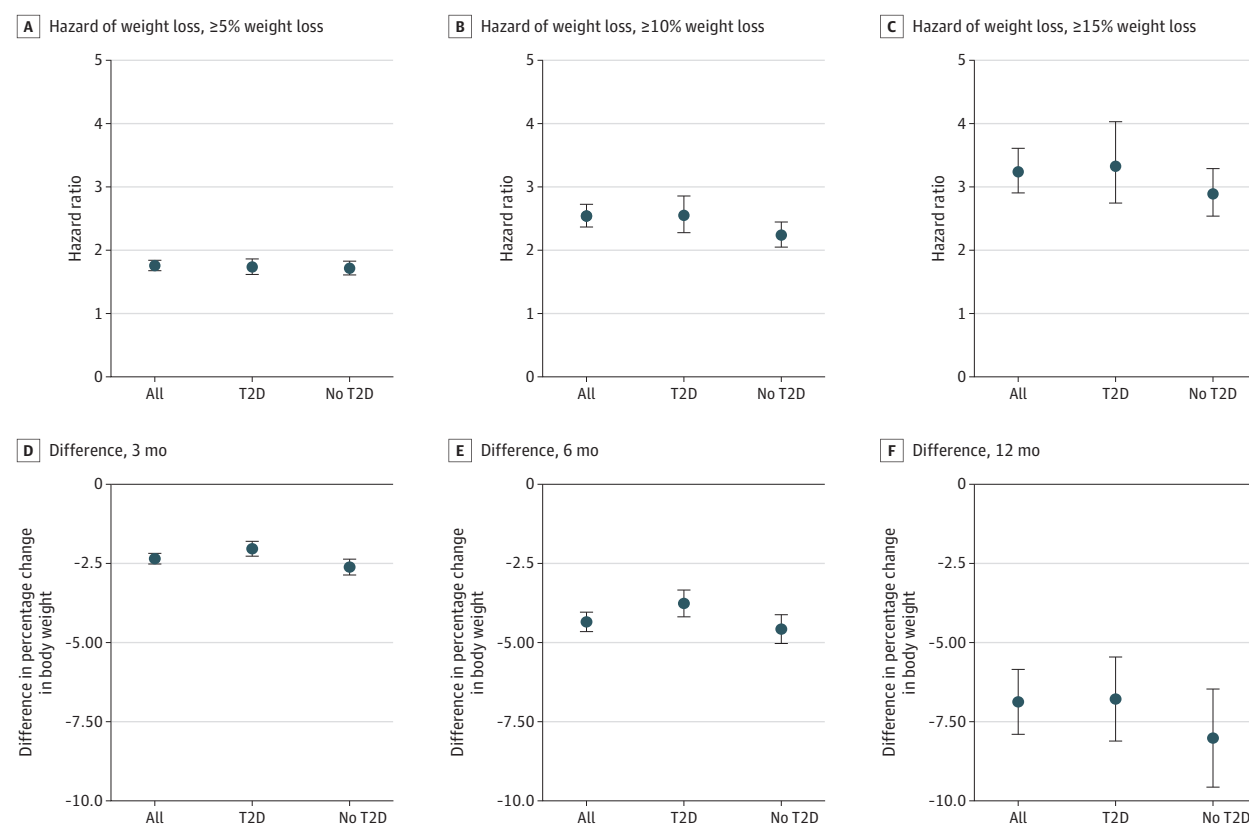 A Hazard of weight loss, ≥5% weight loss
5
4
3
2
1
0
Hazard ratio
All T2D No T2D
B Hazard of weight loss, ≥10% weight loss
5
4
3
2
1
0
Hazard ratio
All T2D No T2D
C Hazard of weight loss, ≥15% weight loss
5
4
3
2
1
0
Hazard ratio
All T2D No T2D
D Difference, 3 mo
0
-2.5
-5.00
-7.50
-10.0
Difference in percentage change
in body weight
All T2D No T2D
E Difference, 6 mo
0
-2.5
-5.00
-7.50
-10.0
Difference in percentage change
in body weight
All T2D No T2D
F Difference, 12 mo
0
-2.5
-5.00
-7.50
-10.0
Difference in percentage change
in body weight
All T2D No T2D